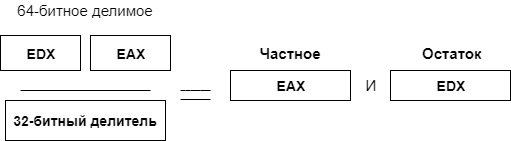 64-битное делимое
EDX EAX
Частное Остаток
EAX И EDX
32-битный делитель